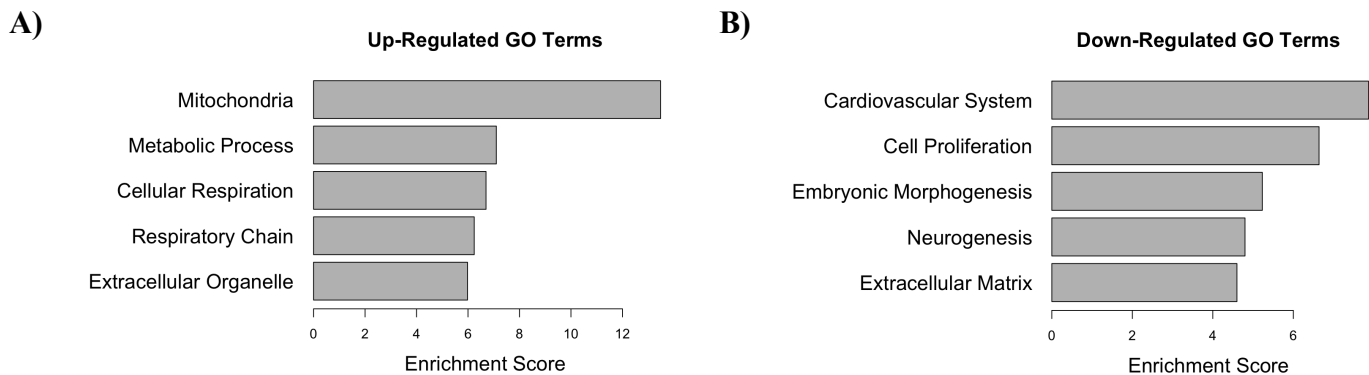 A)
Up-Regulated GO Terms
Mitochondria
Metabolic Process
Cellular Respiration
Respiratory Chain
Extracellular Organelle
0 2 4 6 8 10 12
Enrichment Score
B)
Down-Regulated GO Terms
Cardiovascular System
Cell Proliferation
Embryonic Morphogenesis
Neurogenesis
Extracellular Matrix
0 2 4 6
Enrichment Score